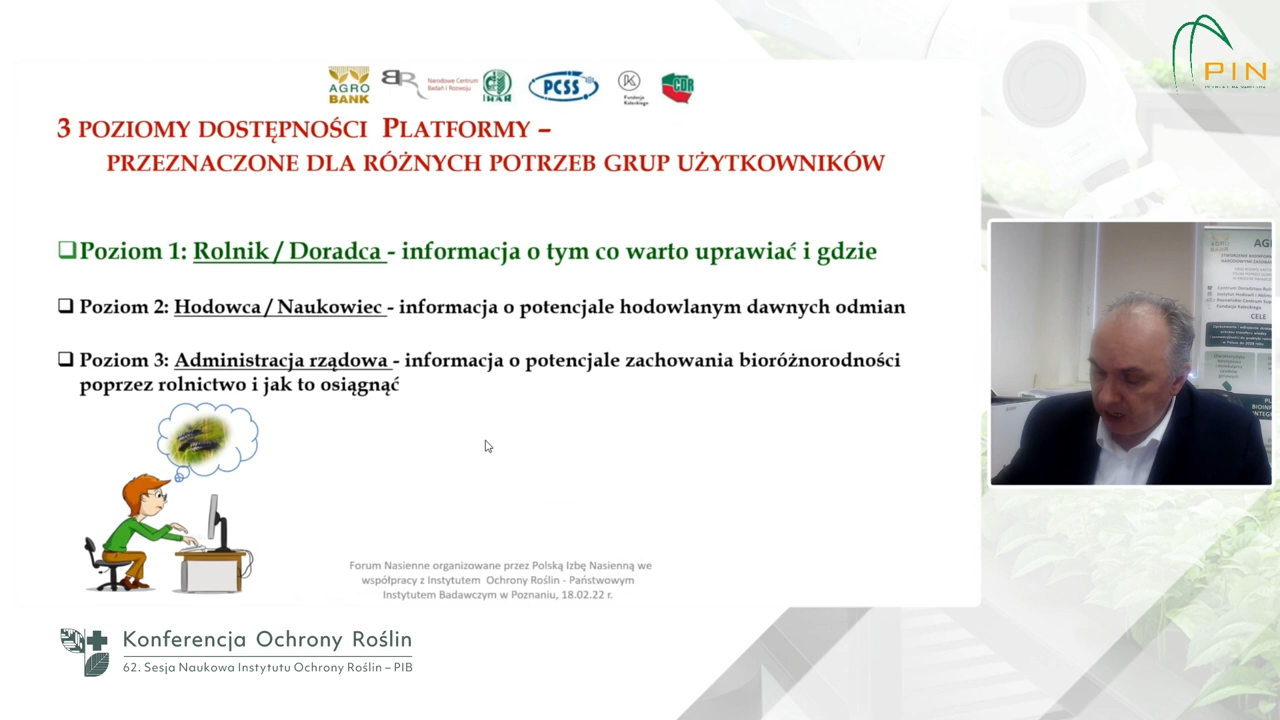 AGRO
BANK
Narodowe Centrum
Badań i Rozwoju
IHAR
PCSS
Fundacja
Kaleckiego
CDR
PIN
3 POZIOMY DOSTĘPNOŚCI PLATFORMY –
PRZEZNACZONE DLA RÓŻNYCH POTRZEB GRUP UŻYTKOWNIKÓW
Poziom 1: Rolnik / Doradca - informacja o tym co warto uprawiać i gdzie
Poziom 2: Hodowca / Naukowiec - informacja o potencjale hodowlanym dawnych odmian
Poziom 3: Administracja rządowa - informacja o potencjale zachowania bioróżnorodności
poprzez rolnictwo i jak to osiągnąć
Forum Nasienne organizowane przez Polską Izbę Nasienną we
współpracy z Instytutem Ochrony Roślin - Państwowym
Instytutem Badawczym w Poznaniu, 18.02.22 r.
CELE
Konferencja Ochrony Roślin
62. Sesja Naukowa Instytutu Ochrony Roślin – PIB